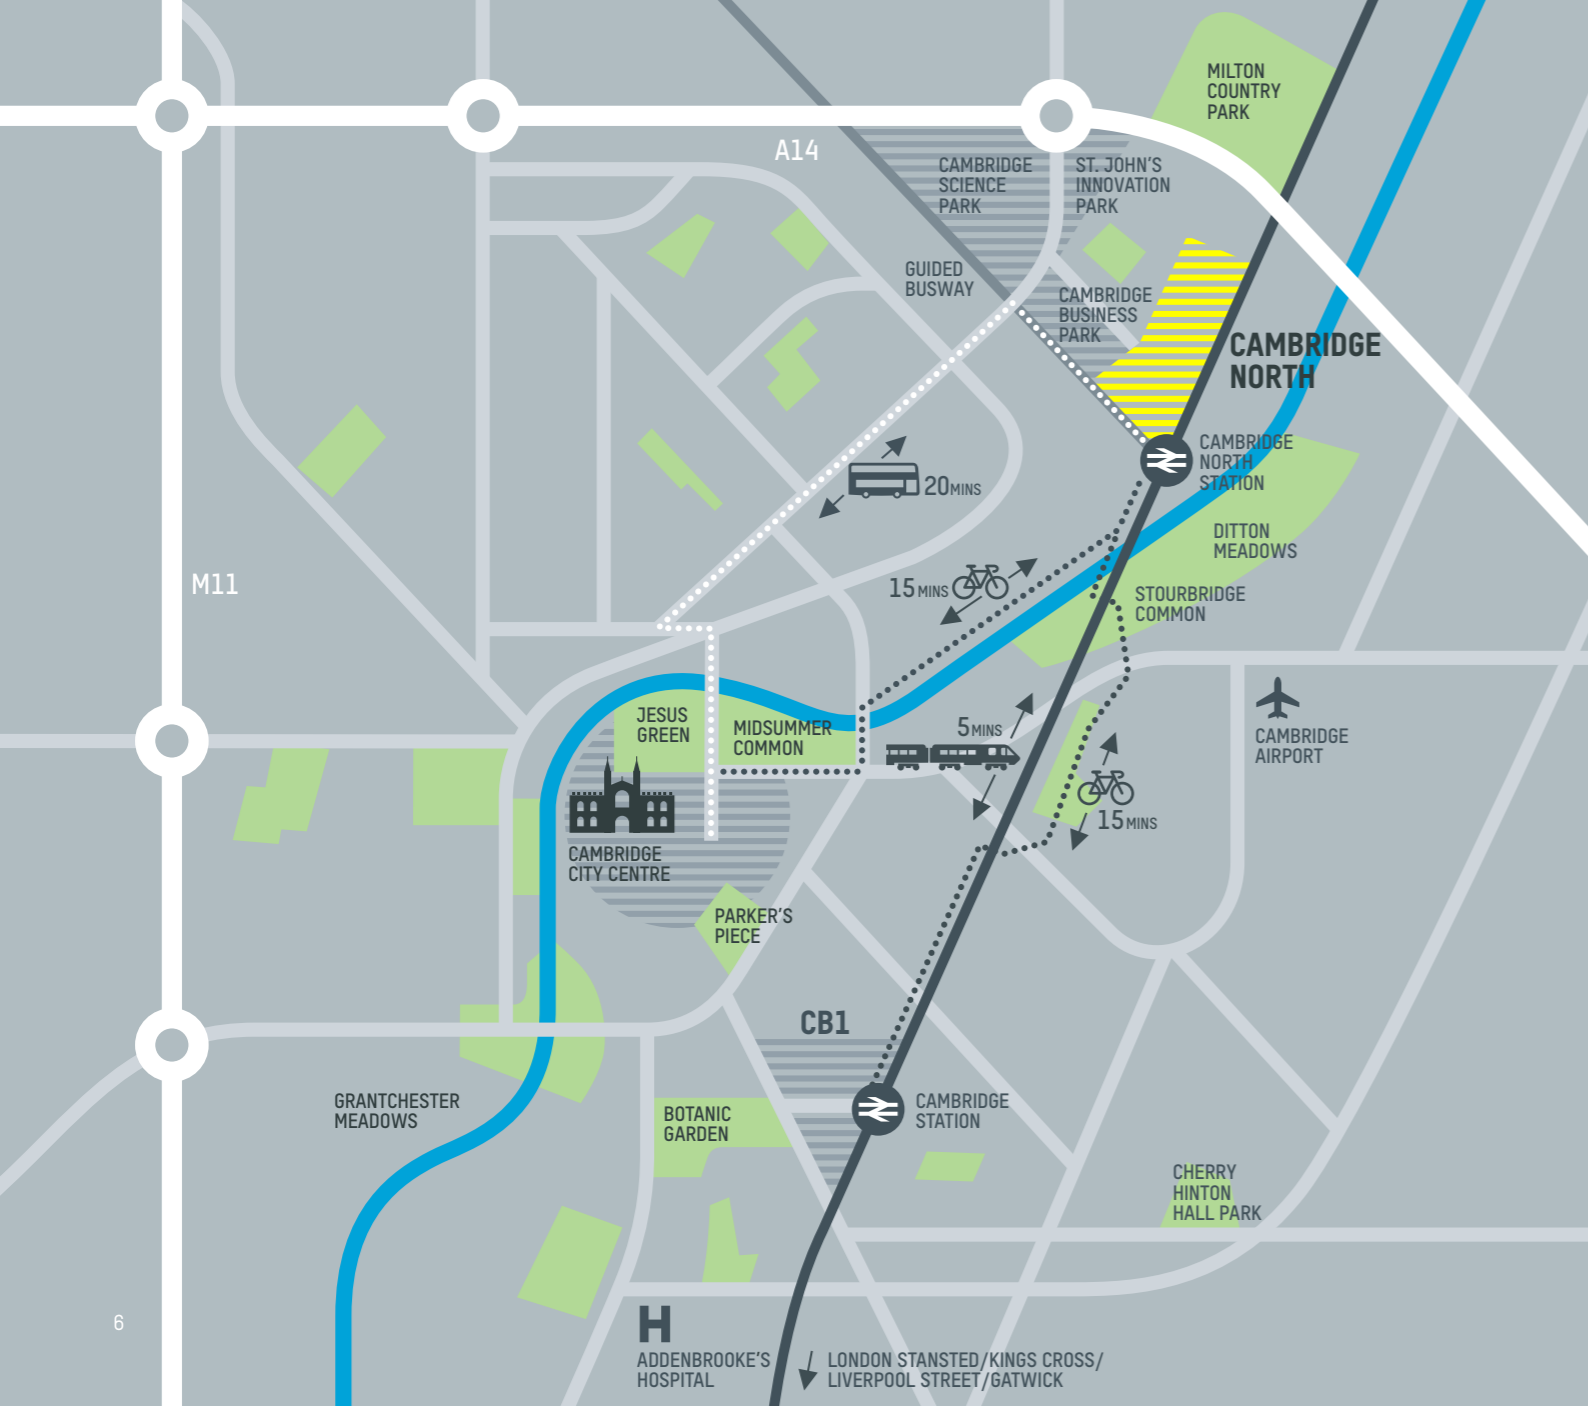 MILTON
COUNTRY
PARK
A14
CAMBRIDGE
SCIENCE
PARK
ST. JOHN'S
INNOVATION
PARK
GUIDED
BUSWAY
CAMBRIDGE
BUSINESS
PARK
CAMBRIDGE
NORTH
CAMBRIDGE
NORTH
STATION
20MINS
DITTON
MEADOWS
M11
15MINS
STOURBRIDGE
COMMON
JESUS
GREEN
MIDSUMMER
COMMON
5MINS
CAMBRIDGE
AIRPORT
15MINS
CAMBRIDGE
CITY CENTRE
PARKER'S
PIECE
CB1
GRANTCHESTER
MEADOWS
BOTANIC
GARDEN
CAMBRIDGE
STATION
CHERRY
HINTON
HALL PARK
6
H
ADDENBROOKE'S
HOSPITAL
LONDON STANSTED/KINGS CROSS/
LIVERPOOL STREET/GATWICK